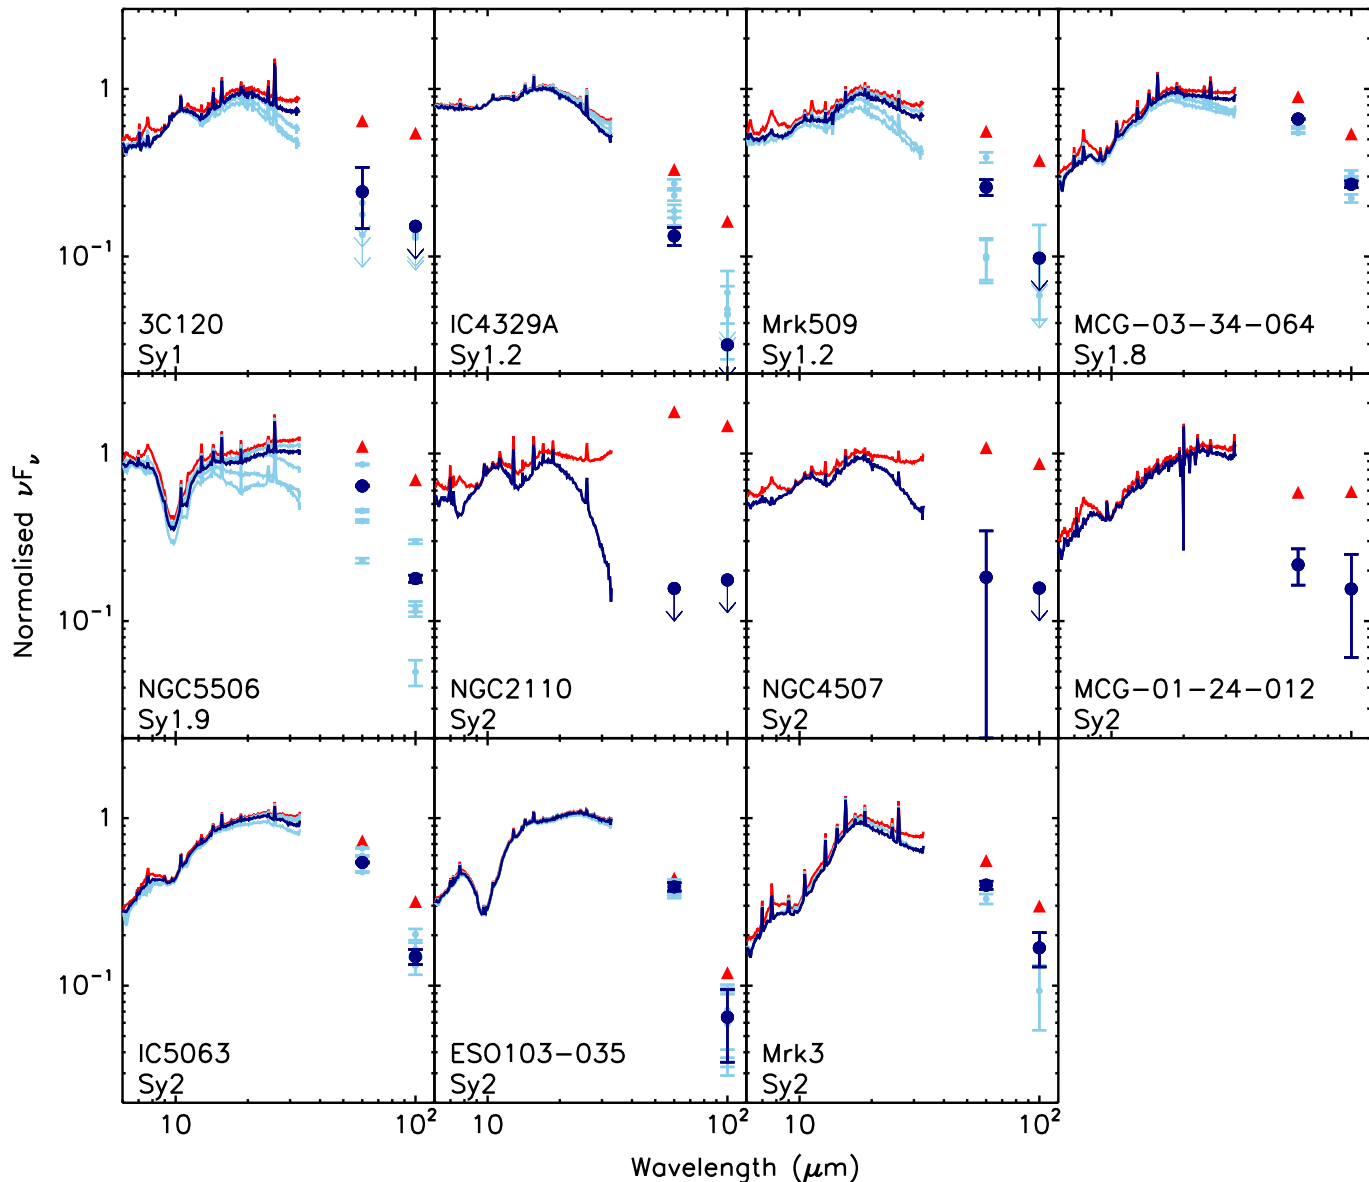 1
10⁻¹
3C120
Sy1
IC4329A
Sy1.2
Mrk509
Sy1.2
MCG-03-34-064
Sy1.8
Normalised νFν
1
10⁻¹
NGC5506
Sy1.9
NGC2110
Sy2
NGC4507
Sy2
MCG-01-24-012
Sy2
1
10⁻¹
IC5063
Sy2
ESO103-035
Sy2
Mrk3
Sy2
10 10² 10 10² 10 10²
Wavelength (μm)